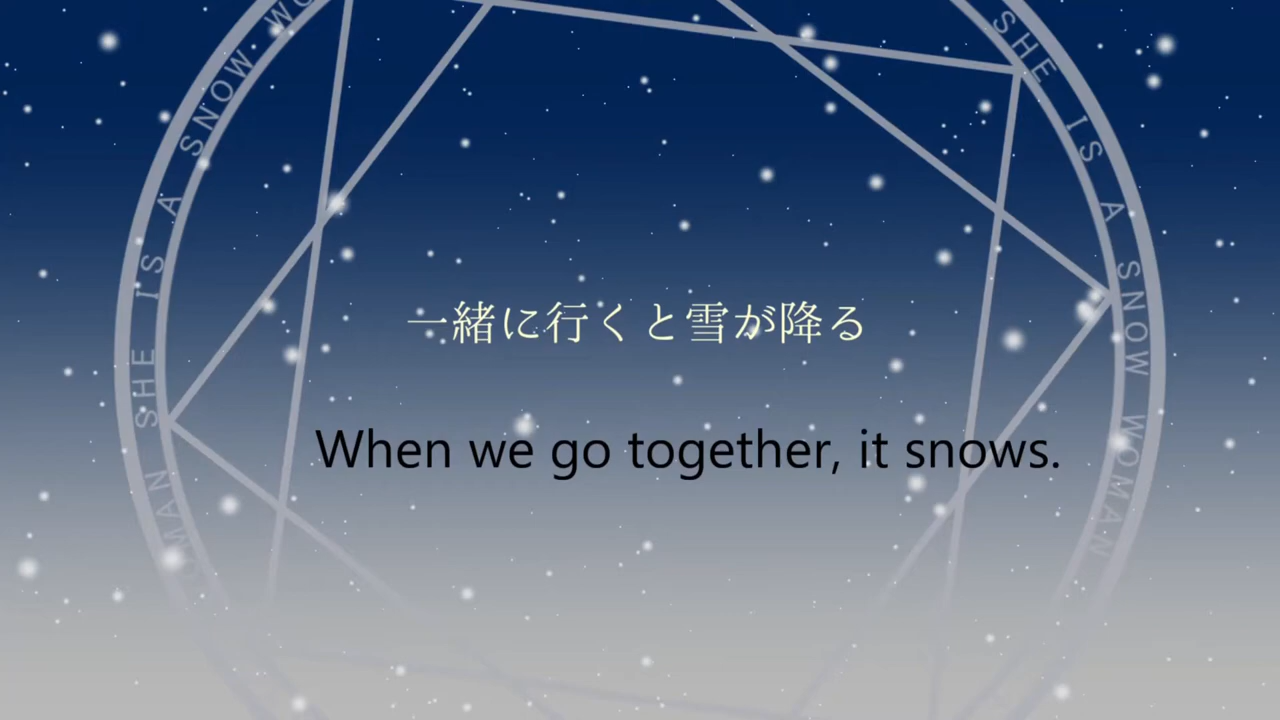 SHE IS A SNOW WO
SHE IS A SNOW WOMAN
一緒に行くと雪が降る
When we go together, it snows.